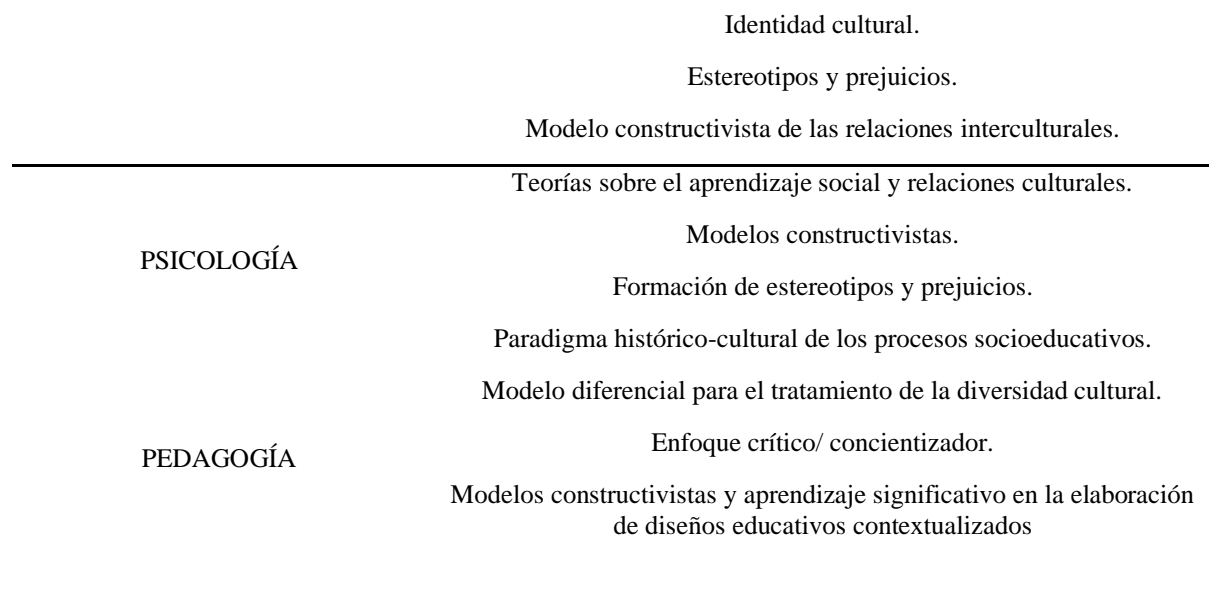 Identidad cultural.
Estereotipos y prejuicios.
Modelo constructivista de las relaciones interculturales.
Teorías sobre el aprendizaje social y relaciones culturales.
Modelos constructivistas.
PSICOLOGÍA
Formación de estereotipos y prejuicios.
Paradigma histórico-cultural de los procesos socioeducativos.
Modelo diferencial para el tratamiento de la diversidad cultural.
Enfoque crítico/ concientizador.
PEDAGOGÍA
Modelos constructivistas y aprendizaje significativo en la elaboración
de diseños educativos contextualizados